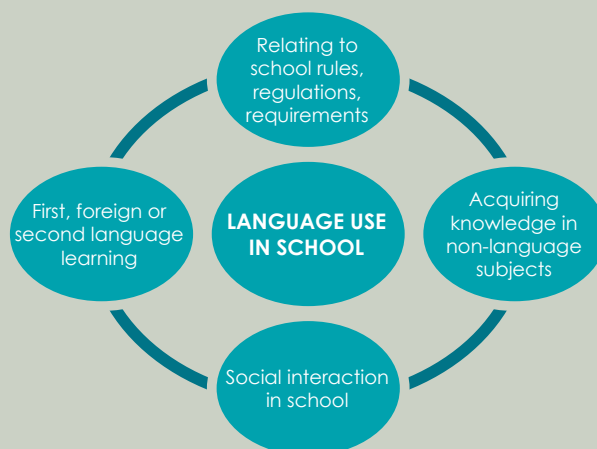 Relating to
school rules,
regulations,
requirements
First, foreign or
second language
learning
LANGUAGE USE
IN SCHOOL
Acquiring
knowledge in
non-language
subjects
Social interaction
in school